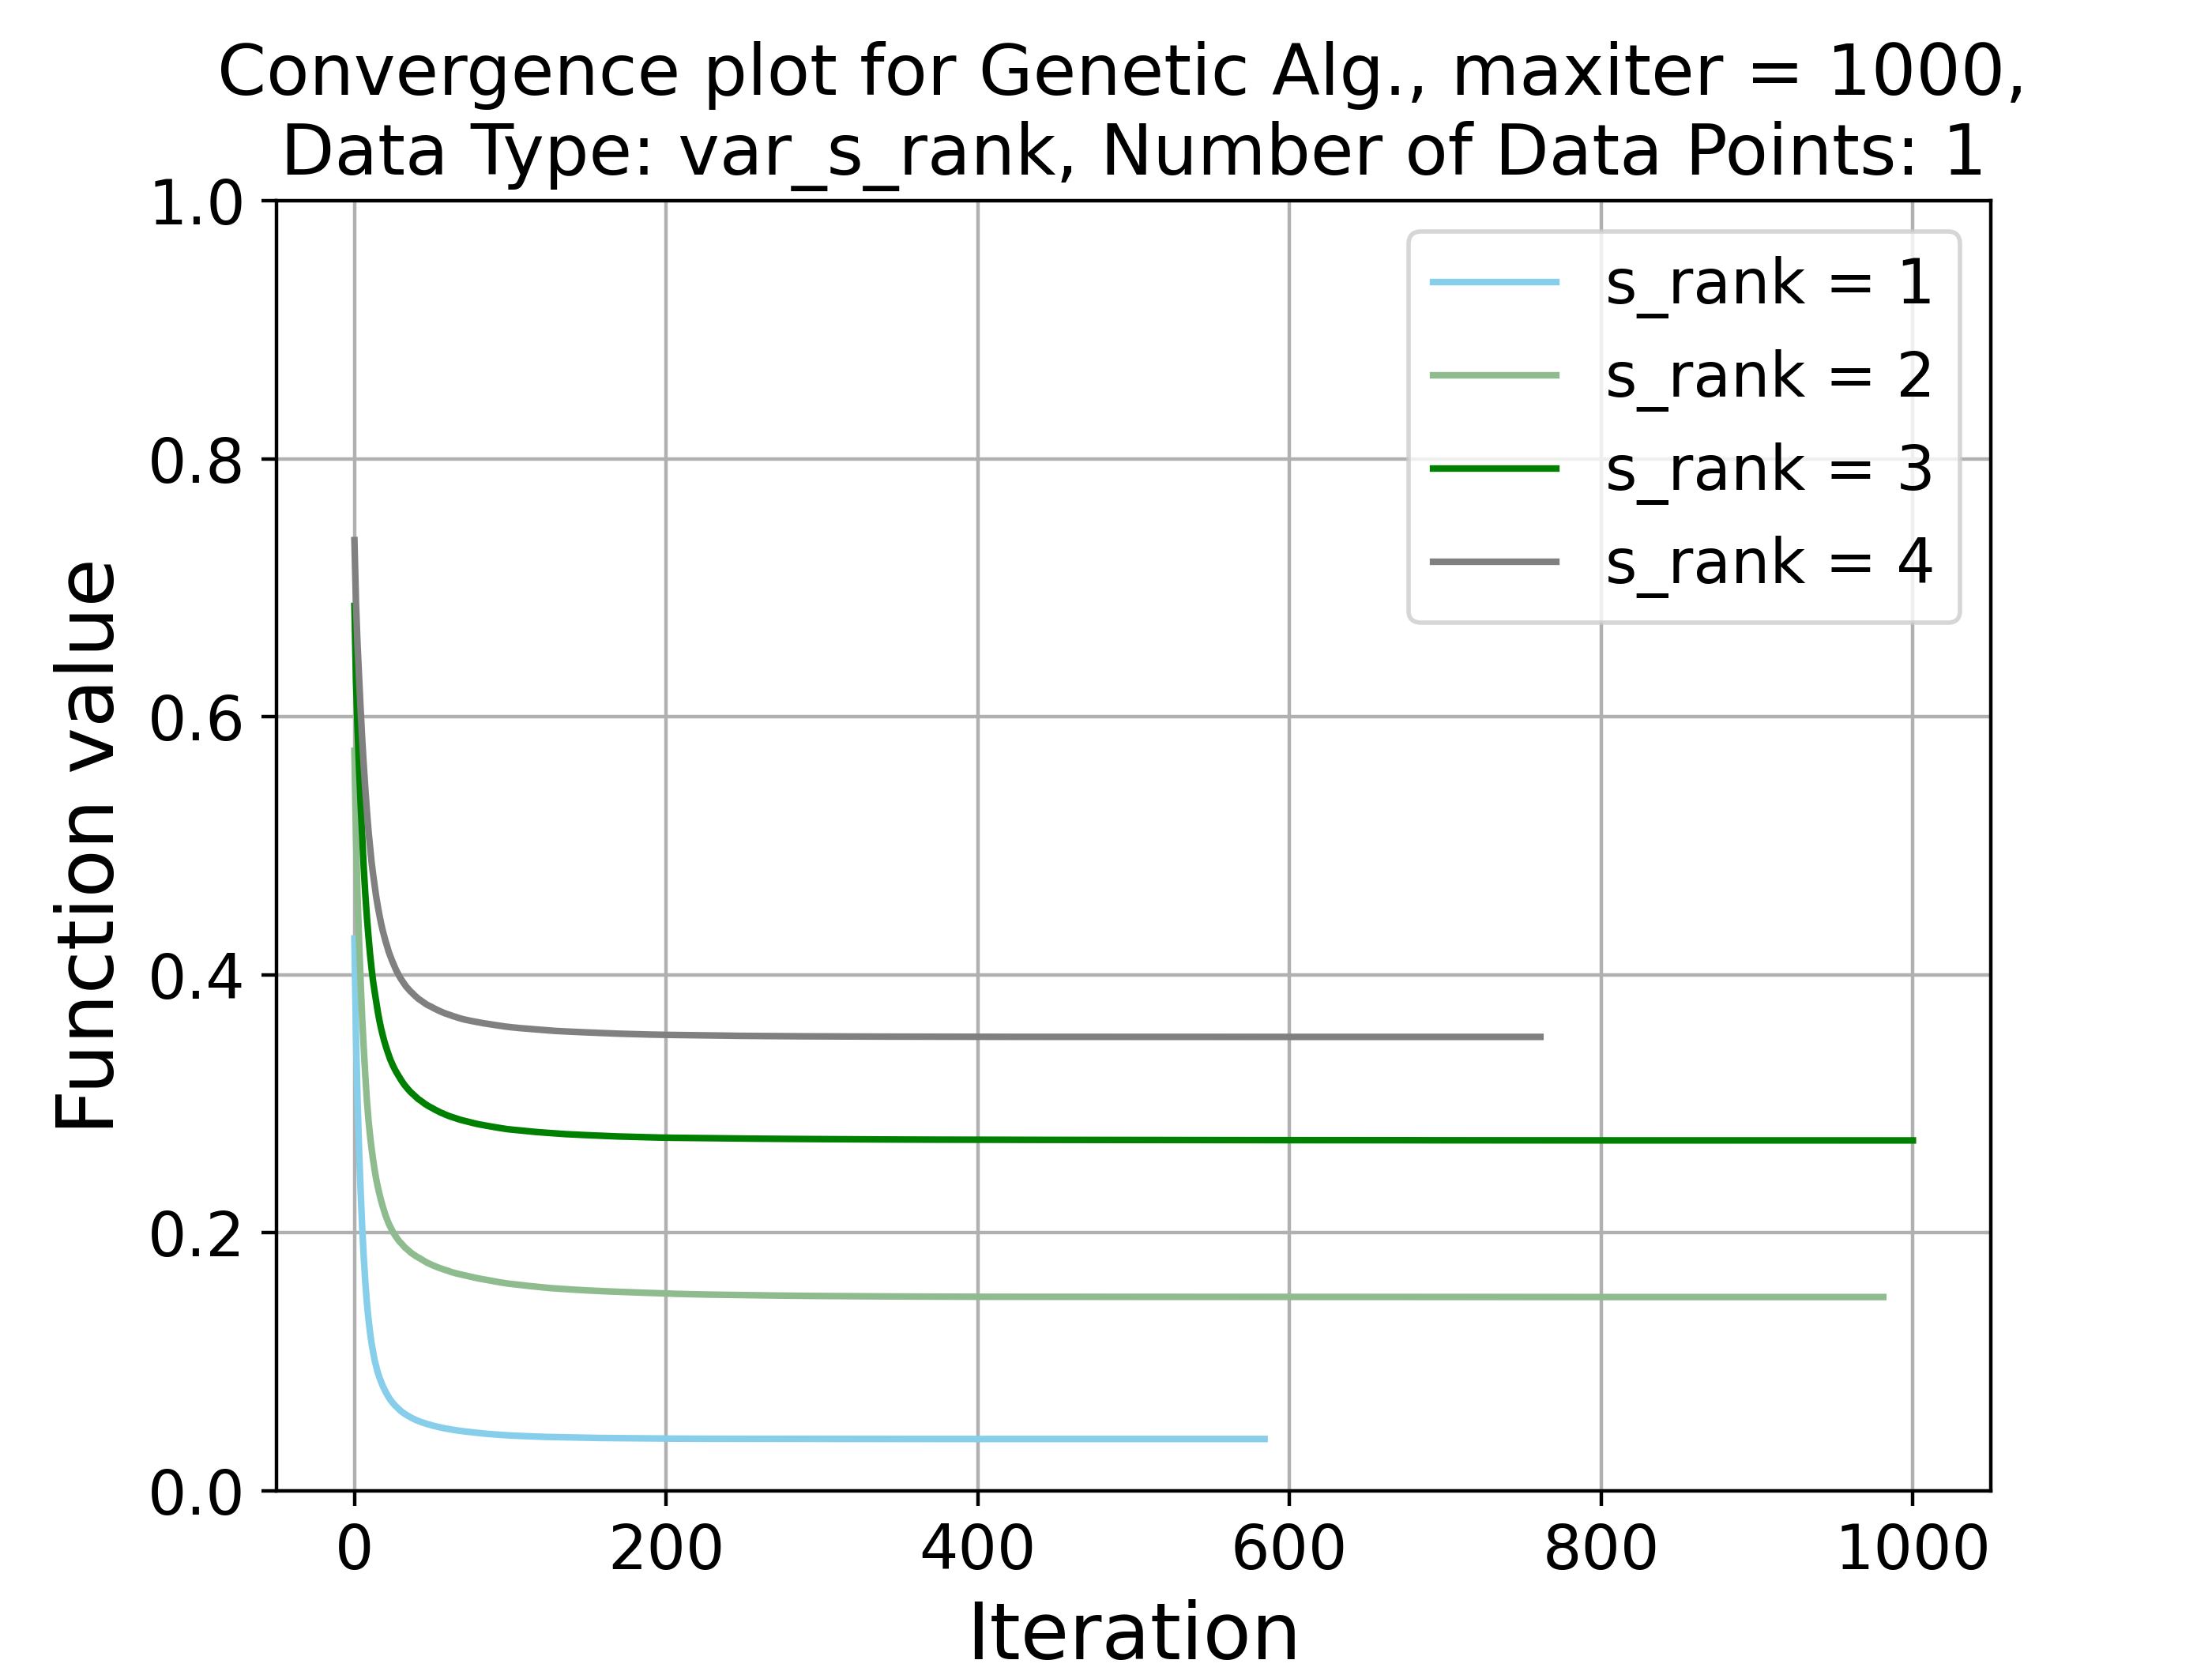 Convergence plot for Genetic Alg., maxiter = 1000,
Data Type: var_s_rank, Number of Data Points: 1
1.0
0.8
0.6
0.4
0.2
0.0
Function value
s_rank = 1
s_rank = 2
s_rank = 3
s_rank = 4
0 200 400 600 800 1000
Iteration